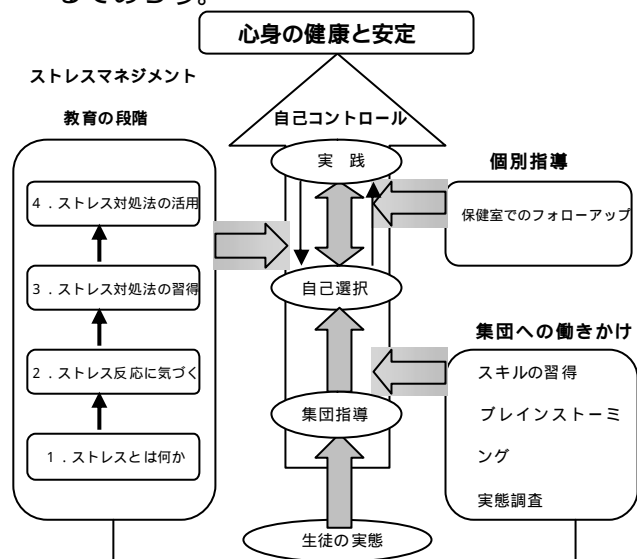 してのらう。
心身の健康と安定
ストレスマネジメント
教育の段階
自己コントロール
実　践
個別指導
4．ストレス対処法の活用
保健室でのフォローアップ
3．ストレス対処法の習得
自己選択
集団への働きかけ
2．ストレス反応に気づく
スキルの習得
ブレインストーミ
ング
集団指導
1．ストレスとは何か
実態調査
生徒の実態